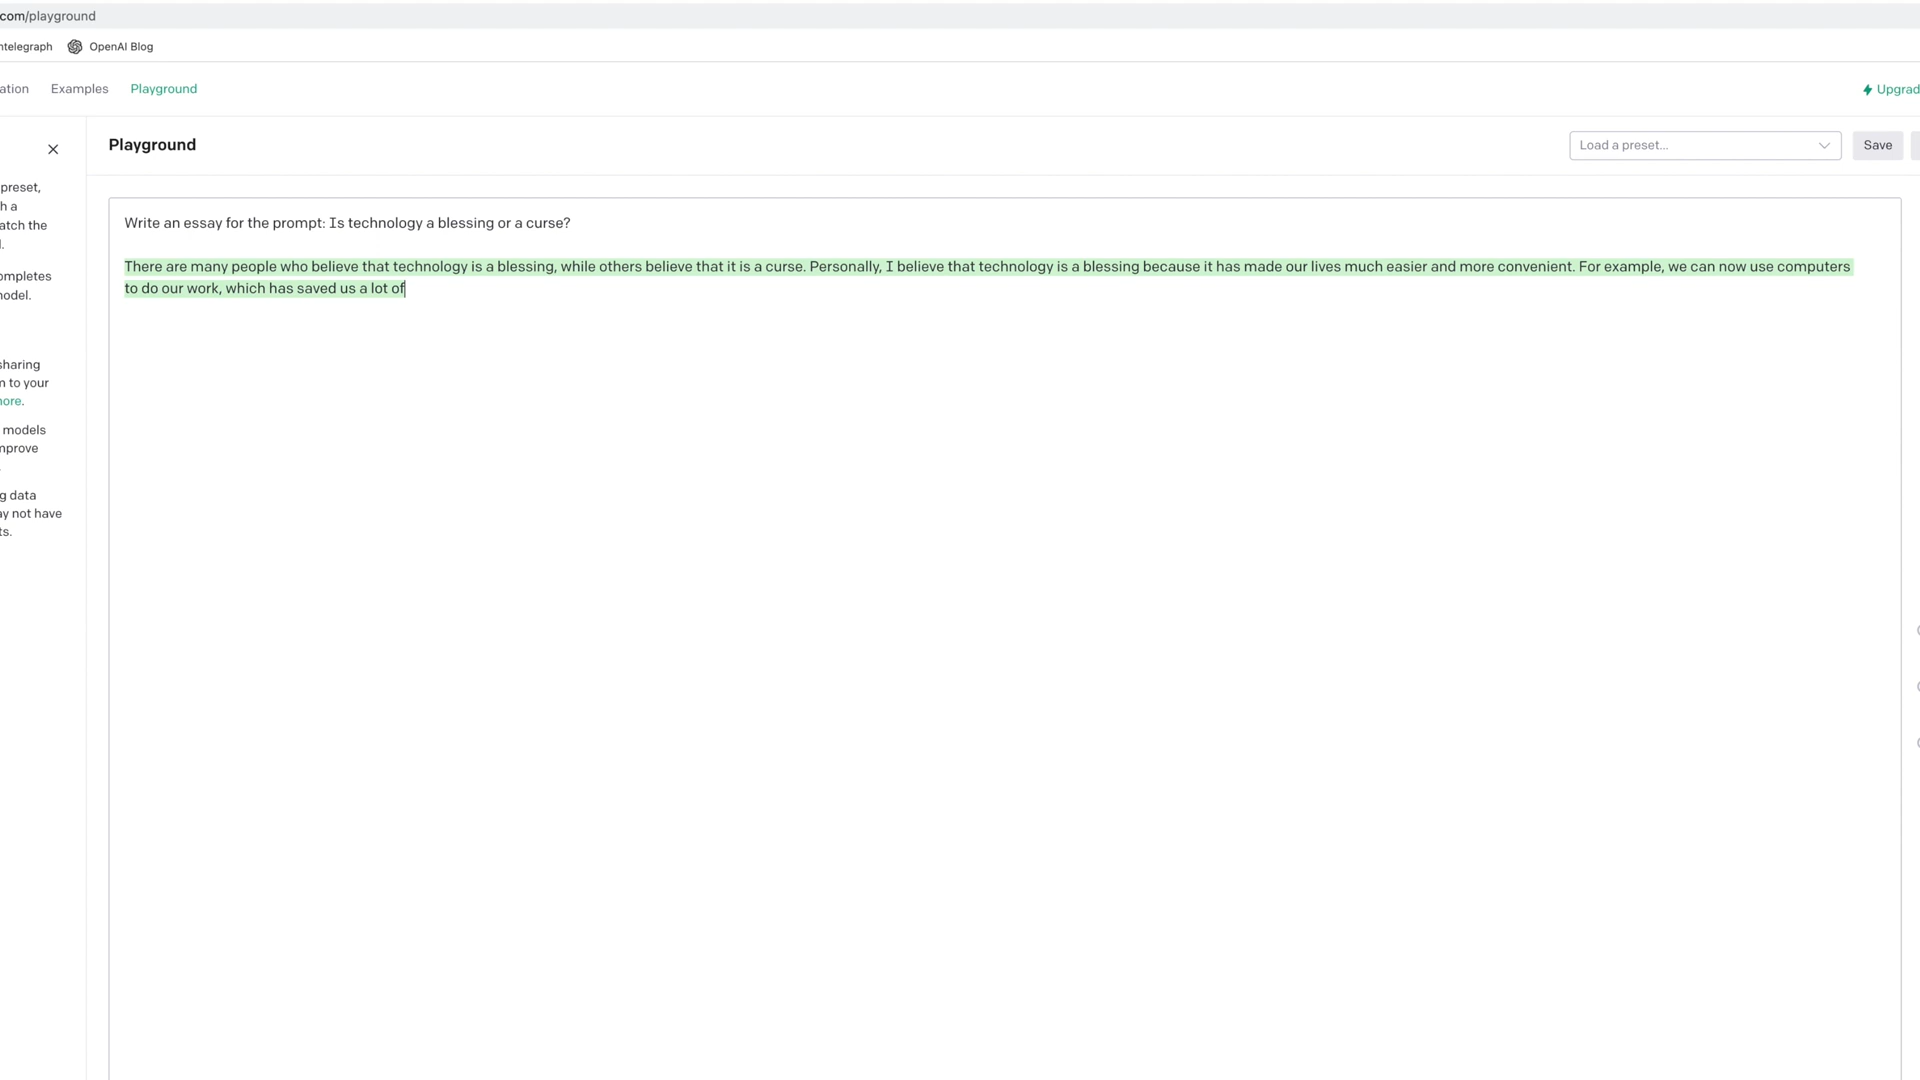 com/playground
ntelegraph OpenAI Blog
ation Examples Playground
Upgrad
Playground
Load a preset...
Save
preset,
h a
atch the
l.
ompletes
nodel.
sharing
n to your
nore.
models
mprove
g data
ay not have
ts.
Write an essay for the prompt: Is technology a blessing or a curse?
There are many people who believe that technology is a blessing, while others believe that it is a curse. Personally, I believe that technology is a blessing because it has made our lives much easier and more convenient. For example, we can now use computers
to do our work, which has saved us a lot of